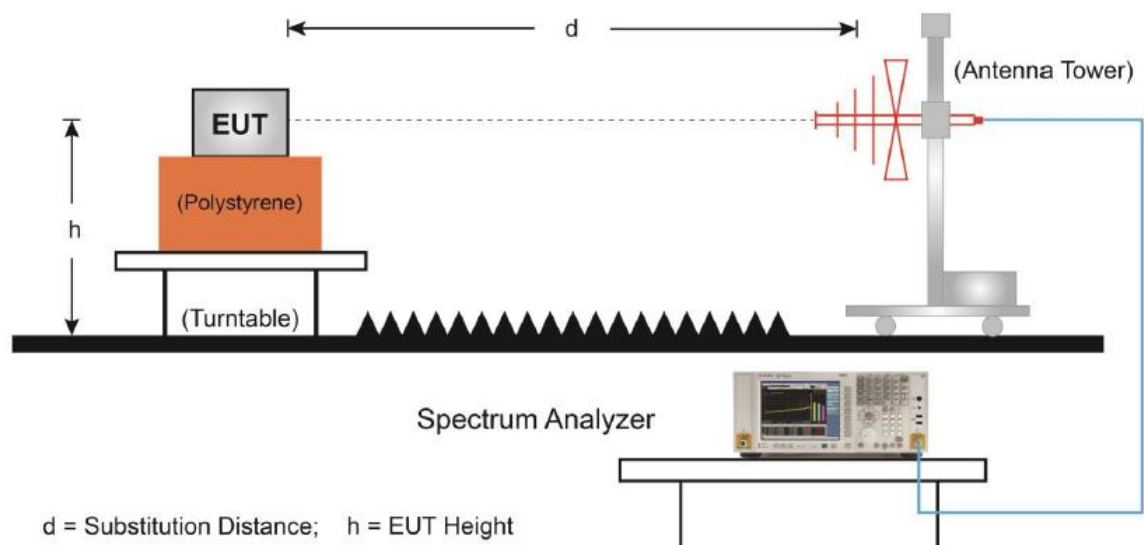 d
(Antenna Tower)
EUT
(Polystyrene)
h
(Turntable)
Spectrum Analyzer
d = Substitution Distance; h = EUT Height